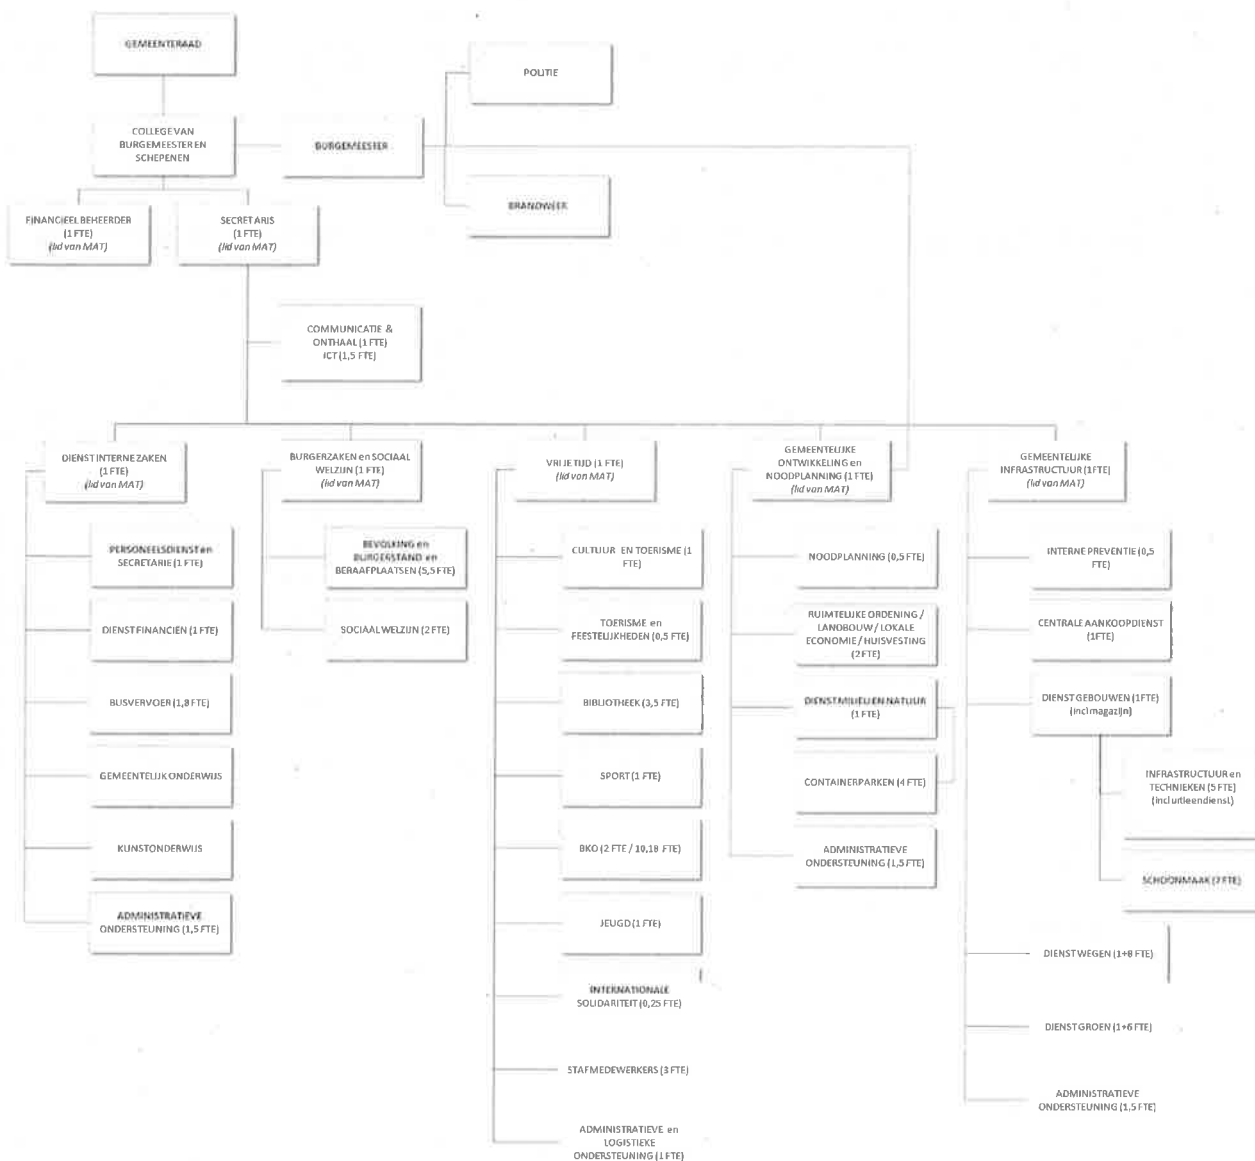 GEMEENTERAAD
POLITIE
COLLEGE VAN
BURGEMEESTER EN
SCHEPENEN
BURGEMEESTER
BRANDWEER
FINANCIEEL BEHEERDER
(1 FTE)
(lid van MAT)
SECRETARIS
(1 FTE)
(lid van MAT)
COMMUNICATIE &
ONTHAAL (1 FTE)
ICT (1,5 FTE)
DIENST INTERNE ZAKEN
(1 FTE)
(lid van MAT)
BURGERZAKEN en SOCIAAL
WELZIJN (1 FTE)
(lid van MAT)
VRIJE TIJD (1 FTE)
(lid van MAT)
GEMEENTELIJKE
ONTWIKKELING en
NOODPLANNING (1 FTE)
(lid van MAT)
GEMEENTELIJKE
INFRASTRUCTUUR (1FTE)
(lid van MAT)
PERSONEELSDIENST en
SECRETARIE (1 FTE)
DIENST FINANCIËN (1 FTE)
BUSVERVOER (1,8 FTE)
GEMEENTELIJK ONDERWIJS
KUNSTONDERWIJS
ADMINISTRATIEVE
ONDERSTEUNING (1,5 FTE)
BEVOLKING en
BURGERSTAND en
BERAAFPLAATSEN (5,5 FTE)
SOCIAAL WELZIJN (2 FTE)
CULTUUR EN TOERISME (1
FTE)
TOERISME en
FEESTELIJKHEDEN (0,5 FTE)
BIBLIOTHEEK (3,5 FTE)
SPORT (1 FTE)
BKO (2 FTE / 10,18 FTE)
JEUGD (1 FTE)
INTERNATIONALE
SOLIDARITEIT (0,25 FTE)
STAFMEDEWERKERS (3 FTE)
ADMINISTRATIEVE en
LOGISTIEKE
ONDERSTEUNING (1 FTE)
NOODPLANNING (0,5 FTE)
RUIMTELIJKE ORDENING /
LANDBOUW / LOKALE
ECONOMIE / HUISVESTING
(2 FTE)
DIENST MILIEU EN NATUUR
(1 FTE)
CONTAINERPARKEN (4 FTE)
ADMINISTRATIEVE
ONDERSTEUNING (1,5 FTE)
INTERNE PREVENTIE (0,5
FTE)
CENTRALE AANKOOPDIENST
(1FTE)
DIENST GEBOUWEN (1FTE)
(incl magazijn)
INFRASTRUCTUUR en
TECHNIEKEN (5 FTE)
(incl uitleendienst)
SCHOONMAAK (7 FTE)
DIENST WEGEN (1+8 FTE)
DIENST GROEN (1+6 FTE)
ADMINISTRATIEVE
ONDERSTEUNING (1,5 FTE)